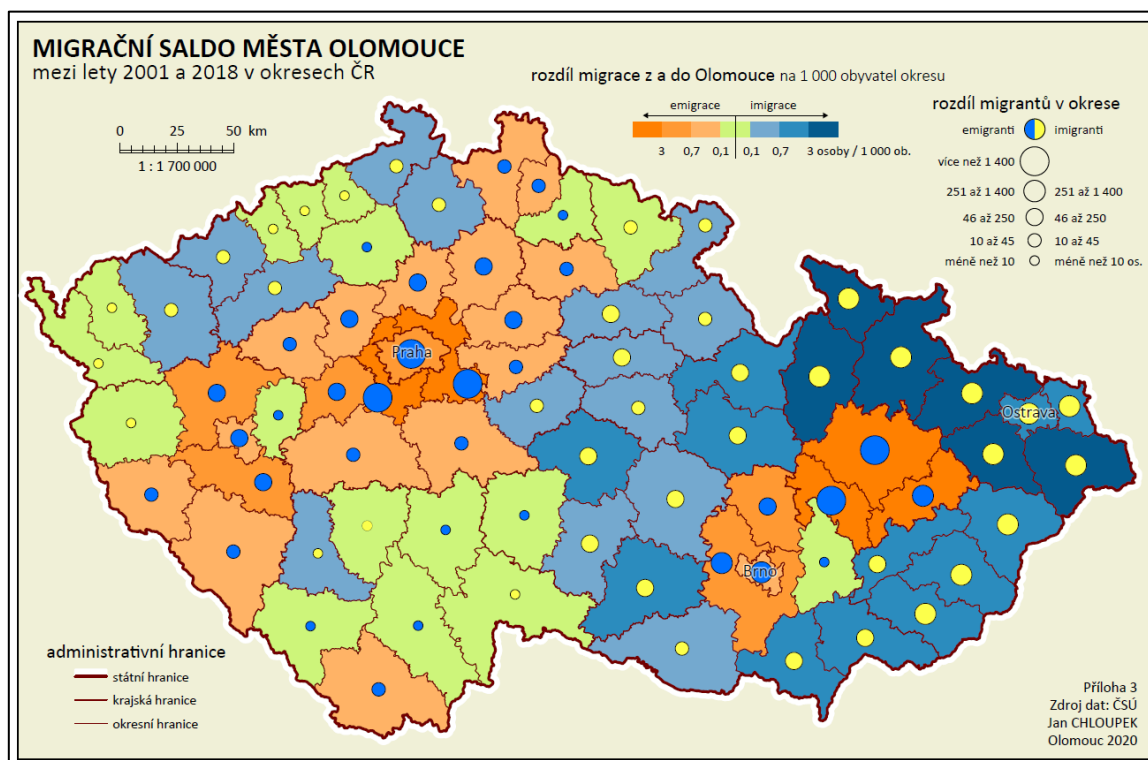 MIGRAČNÍ SALDO MĚSTA OLOMOUCE
mezi lety 2001 a 2018 v okresech ČR
0 25 50 km
1 : 1 700 000
rozdíl migrace z a do Olomouce na 1 000 obyvatel okresu
emigrace imigrace
3 0,7 0,1 0,1 0,7 3 osoby / 1 000 ob.
rozdíl migrantů v okrese
emigranti imigranti
více než 1 400
251 až 1 400 251 až 1 400
46 až 250 46 až 250
10 až 45 10 až 45
méně než 10 méně než 10 os.
Praha
Ostrava
Brno
administrativní hranice
státní hranice
krajská hranice
okresní hranice
Příloha 3
Zdroj dat: ČSÚ
Jan CHLOUPEK
Olomouc 2020